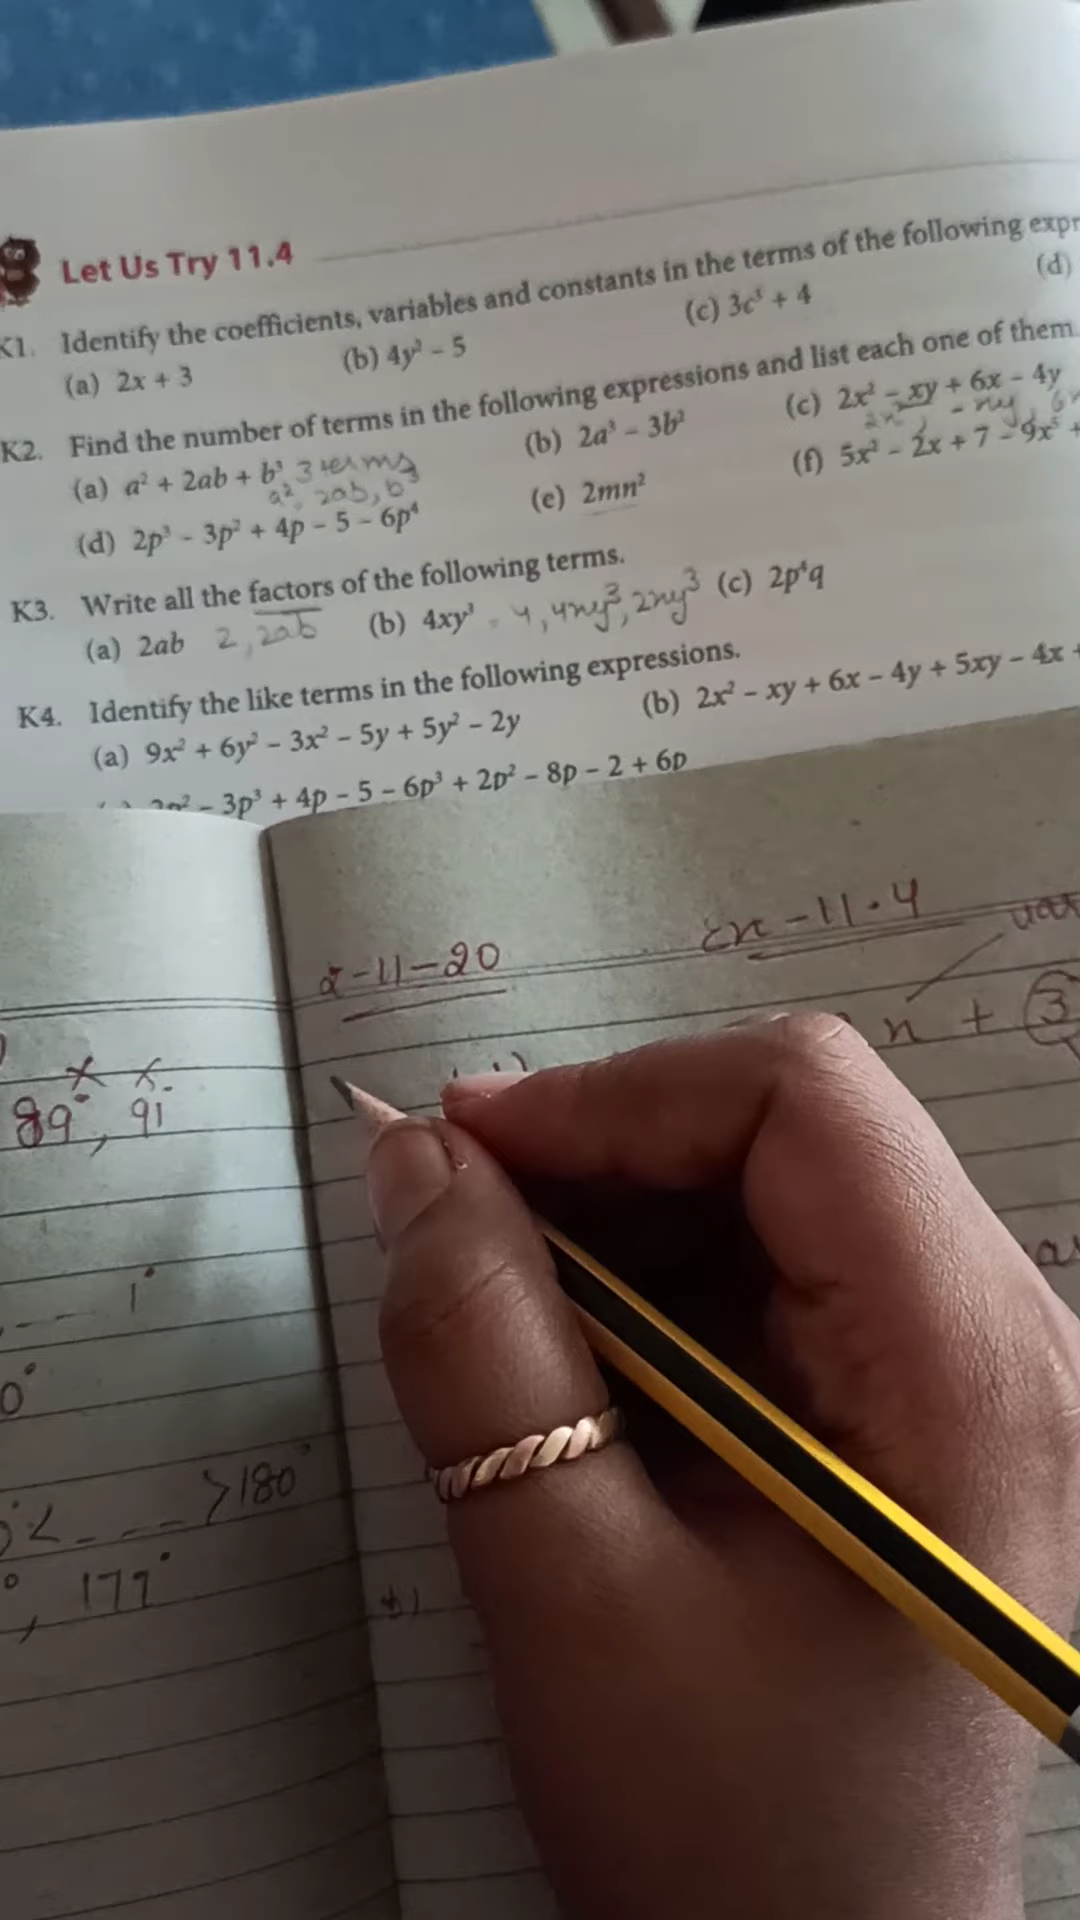 Let Us Try 11.4
K1. Identify the coefficients, variables and constants in the terms of the following expr
(a) 2x + 3 (b) 4y² – 5 (c) 3c³ + 4 (d)
K2. Find the number of terms in the following expressions and list each one of them.
(a) a² + 2ab + b³ 3 terms (b) 2a³ – 3b² (c) 2x² – xy + 6x – 4y
a², 2ab, b³
(d) 2p³ – 3p² + 4p – 5 – 6p⁴ (e) 2mn² (f) 5x² – 2x + 7 – 9x⁵ +
K3. Write all the factors of the following terms.
(a) 2ab 2, 2ab (b) 4xy³ 4, 4xy³, 2xy³ (c) 2p⁴q
K4. Identify the like terms in the following expressions.
(a) 9x² + 6y² – 3x² – 5y + 5y² – 2y (b) 2x² – xy + 6x – 4y + 5xy – 4x +
– 3p³ + 4p – 5 – 6p³ + 2p² – 8p – 2 + 6p
2-11-20 Ex-11.4
x + 3
89°, 91
1°
0°
> 180°
177°
b)